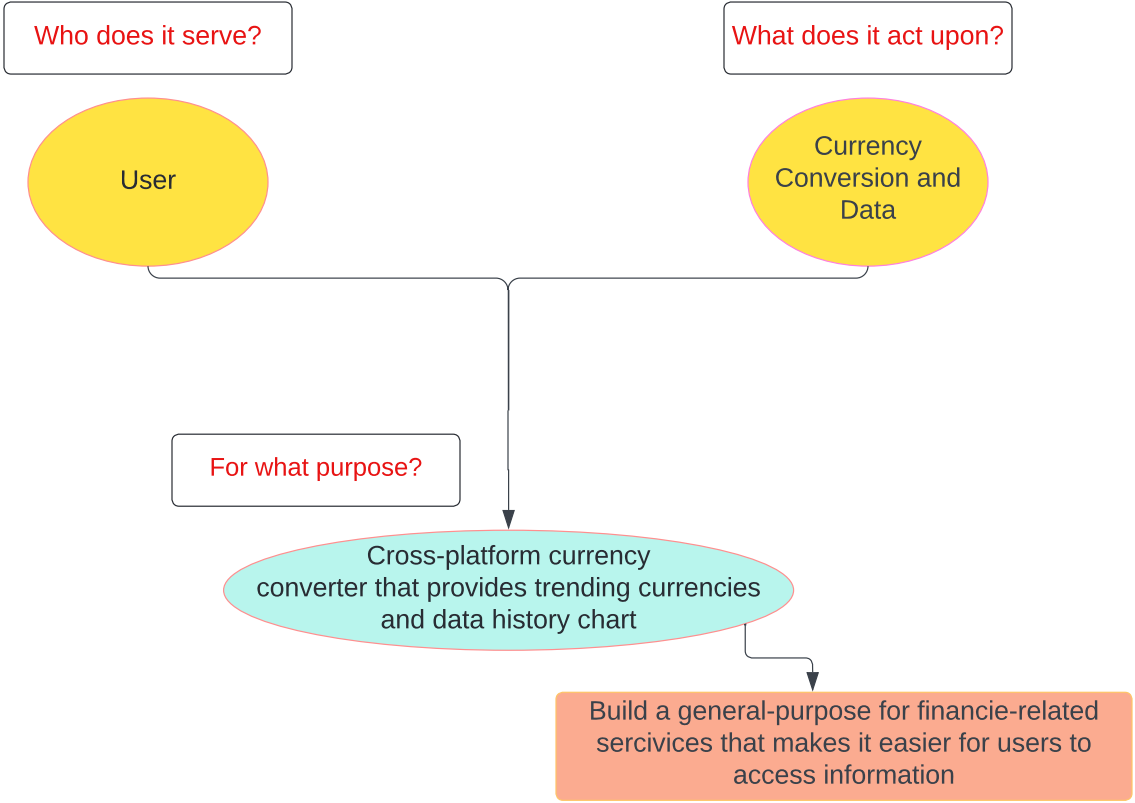 Who does it serve?
What does it act upon?
User
Currency
Conversion and
Data
For what purpose?
Cross-platform currency
converter that provides trending currencies
and data history chart
Build a general-purpose for financie-related
sercivices that makes it easier for users to
access information